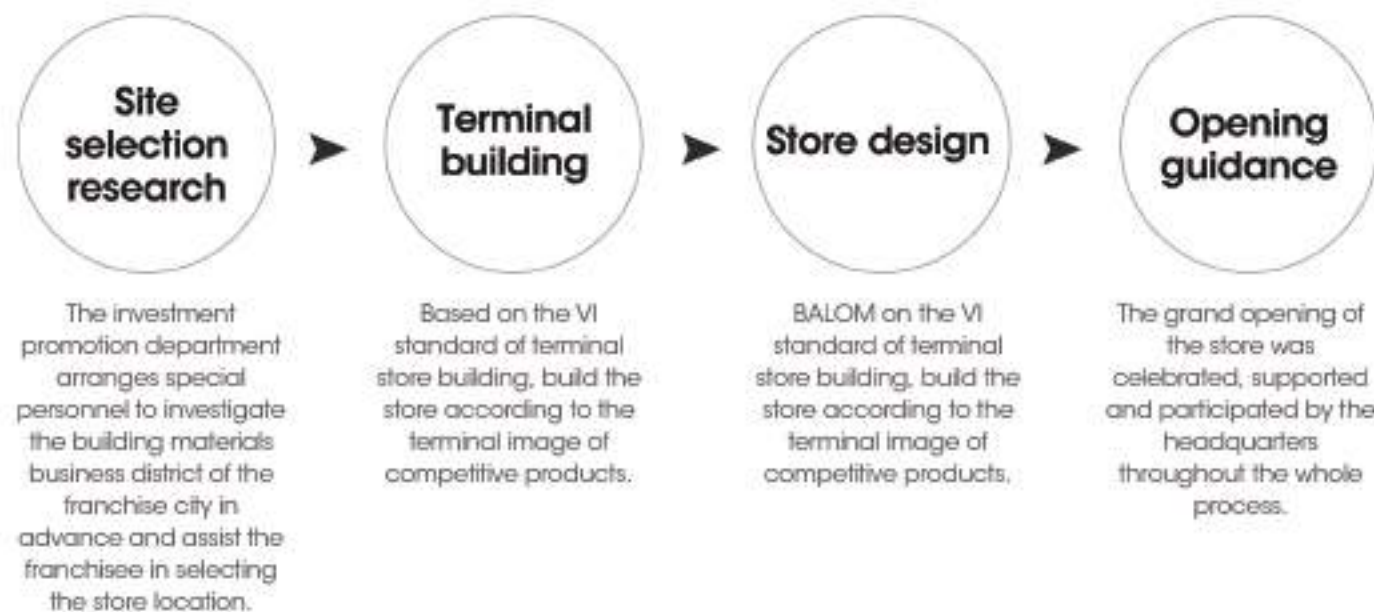 Site
selection
research
The investment
promotion department
arranges special
personnel to investigate
the building materials
business district of the
franchise city in
advance and assist the
franchisee in selecting
the store location.
Terminal
building
Based on the VI
standard of terminal
store building, build the
store according to the
terminal image of
competitive products.
Store design
BALOM on the VI
standard of terminal
store building, build the
store according to the
terminal image of
competitive products,
Opening
guidance
The grand opening of
the store was
celebrated, supported
and participated by the
headquarters
throughout the whole
process.